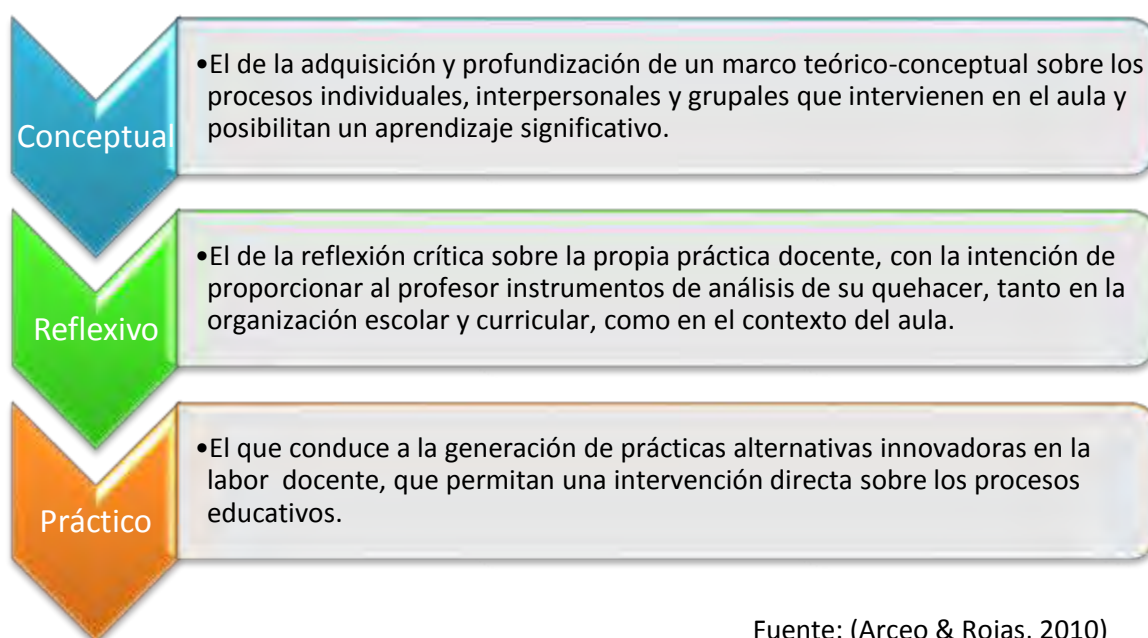 Conceptual
•El de la adquisición y profundización de un marco teórico-conceptual sobre los
procesos individuales, interpersonales y grupales que intervienen en el aula y
posibilitan un aprendizaje significativo.
Reflexivo
•El de la reflexión crítica sobre la propia práctica docente, con la intención de
proporcionar al profesor instrumentos de análisis de su quehacer, tanto en la
organización escolar y curricular, como en el contexto del aula.
Práctico
•El que conduce a la generación de prácticas alternativas innovadoras en la
labor docente, que permitan una intervención directa sobre los procesos
educativos.
Fuente: (Arceo & Rojas, 2010)